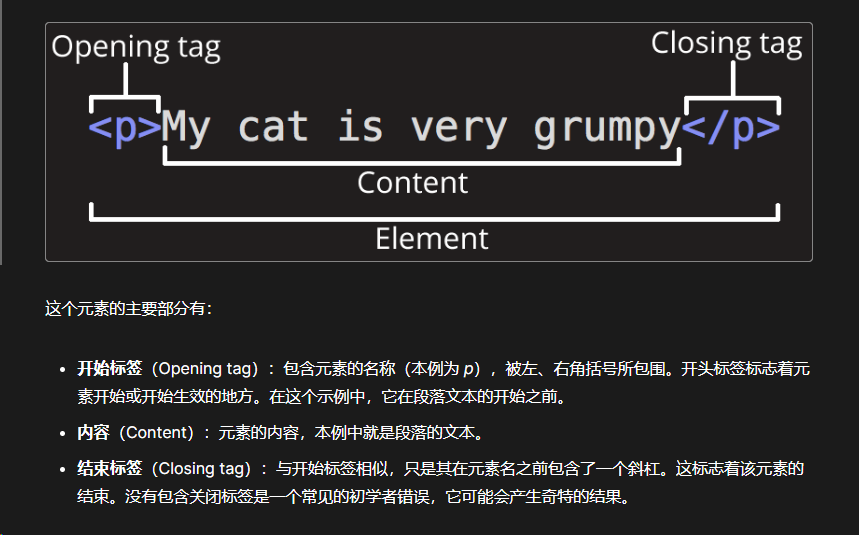 Opening tag
Closing tag
<p>My cat is very grumpy</p>
Content
Element
这个元素的主要部分有：
• 开始标签（Opening tag）：包含元素的名称（本例为 p），被左、右角括号所包围。开头标签标志着元
素开始或开始生效的地方。在这个示例中，它在段落文本的开始之前。
• 内容（Content）：元素的内容，本例中就是段落的文本。
• 结束标签（Closing tag）：与开始标签相似，只是其在元素名之前包含了一个斜杠。这标志着该元素的
结束。没有包含关闭标签是一个常见的初学者错误，它可能会产生奇特的结果。